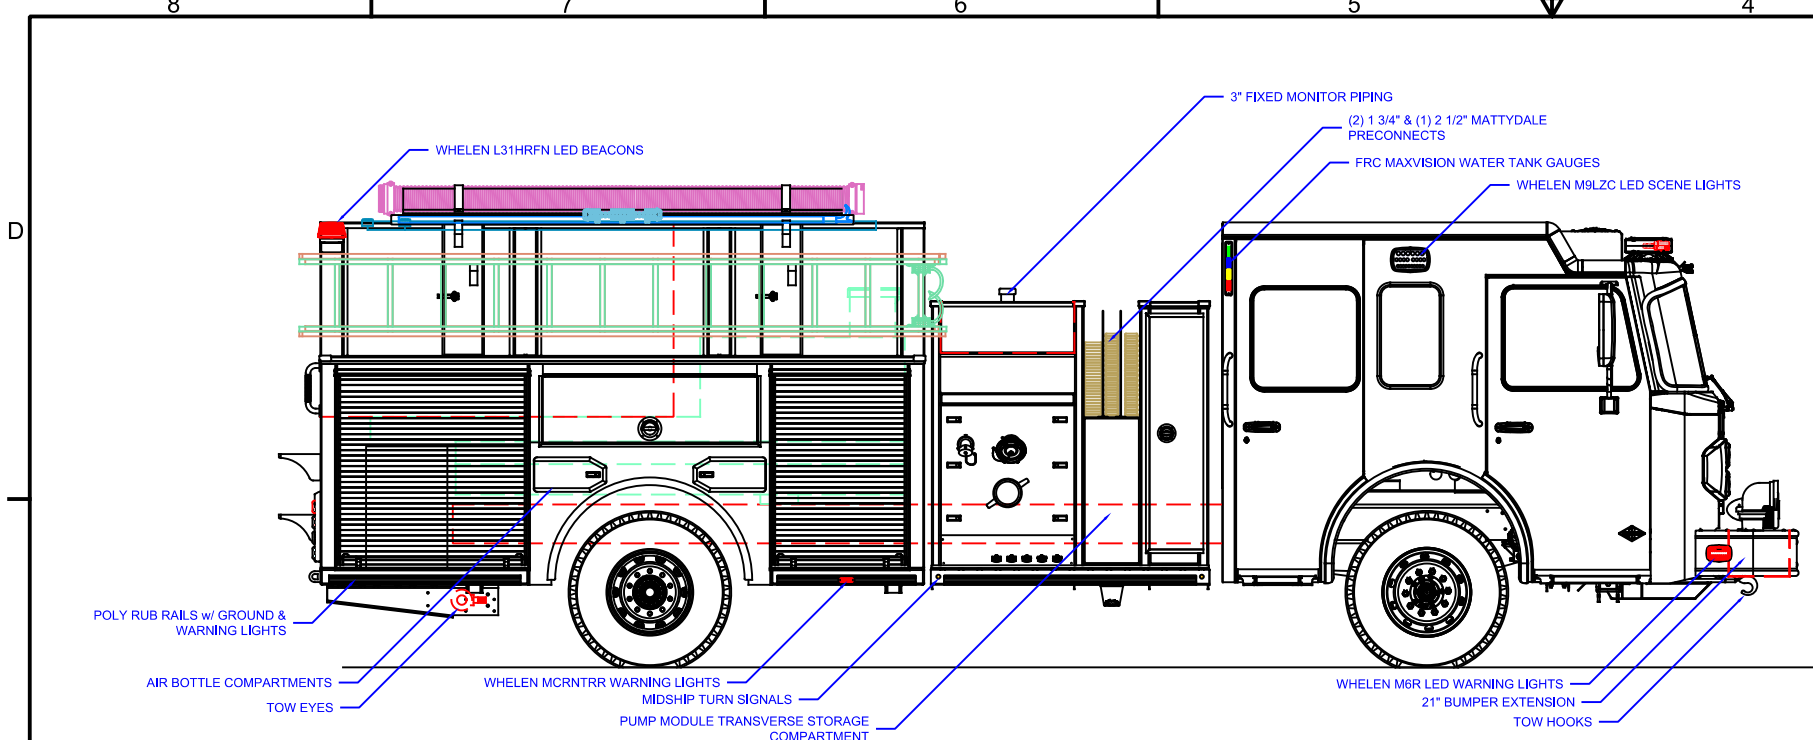 8 7 6 5 4
3" FIXED MONITOR PIPING
(2) 1 3/4" & (1) 2 1/2" MATTYDALE
PRECONNECTS
WHELEN L31HRFN LED BEACONS
FRC MAXVISION WATER TANK GAUGES
WHELEN M9LZC LED SCENE LIGHTS
D
POLY RUB RAILS w/ GROUND &
WARNING LIGHTS
AIR BOTTLE COMPARTMENTS
TOW EYES
WHELEN MCRNTRR WARNING LIGHTS
MIDSHIP TURN SIGNALS
PUMP MODULE TRANSVERSE STORAGE
COMPARTMENT
WHELEN M6R LED WARNING LIGHTS
21" BUMPER EXTENSION
TOW HOOKS